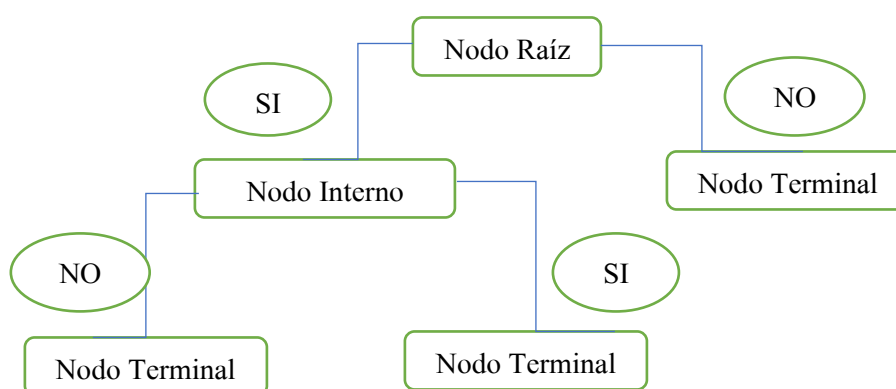 Nodo Raíz
SI
NO
Nodo Interno
Nodo Terminal
NO
SI
Nodo Terminal
Nodo Terminal